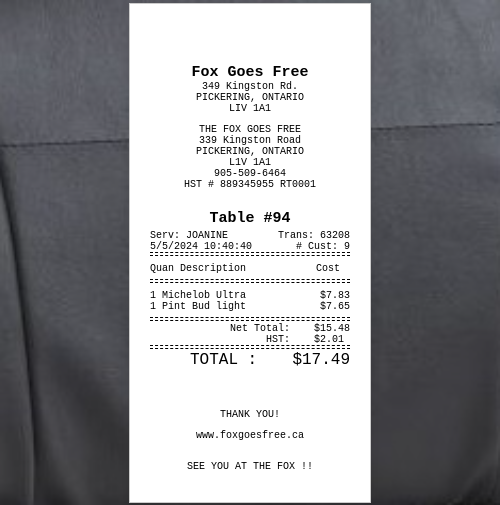 Fox Goes Free
349 Kingston Rd.
PICKERING, ONTARIO
LIV 1A1
THE FOX GOES FREE
339 Kingston Road
PICKERING, ONTARIO
L1V 1A1
905-509-6464
HST # 889345955 RT0001
Table #94
Serv: JOANINE Trans: 63208
5/5/2024 10:40:40 # Cust: 9
Quan Description Cost
1 Michelob Ultra $7.83
1 Pint Bud light $7.65
Net Total: $15.48
HST: $2.01
TOTAL : $17.49
THANK YOU!
www.foxgoesfree.ca
SEE YOU AT THE FOX !!